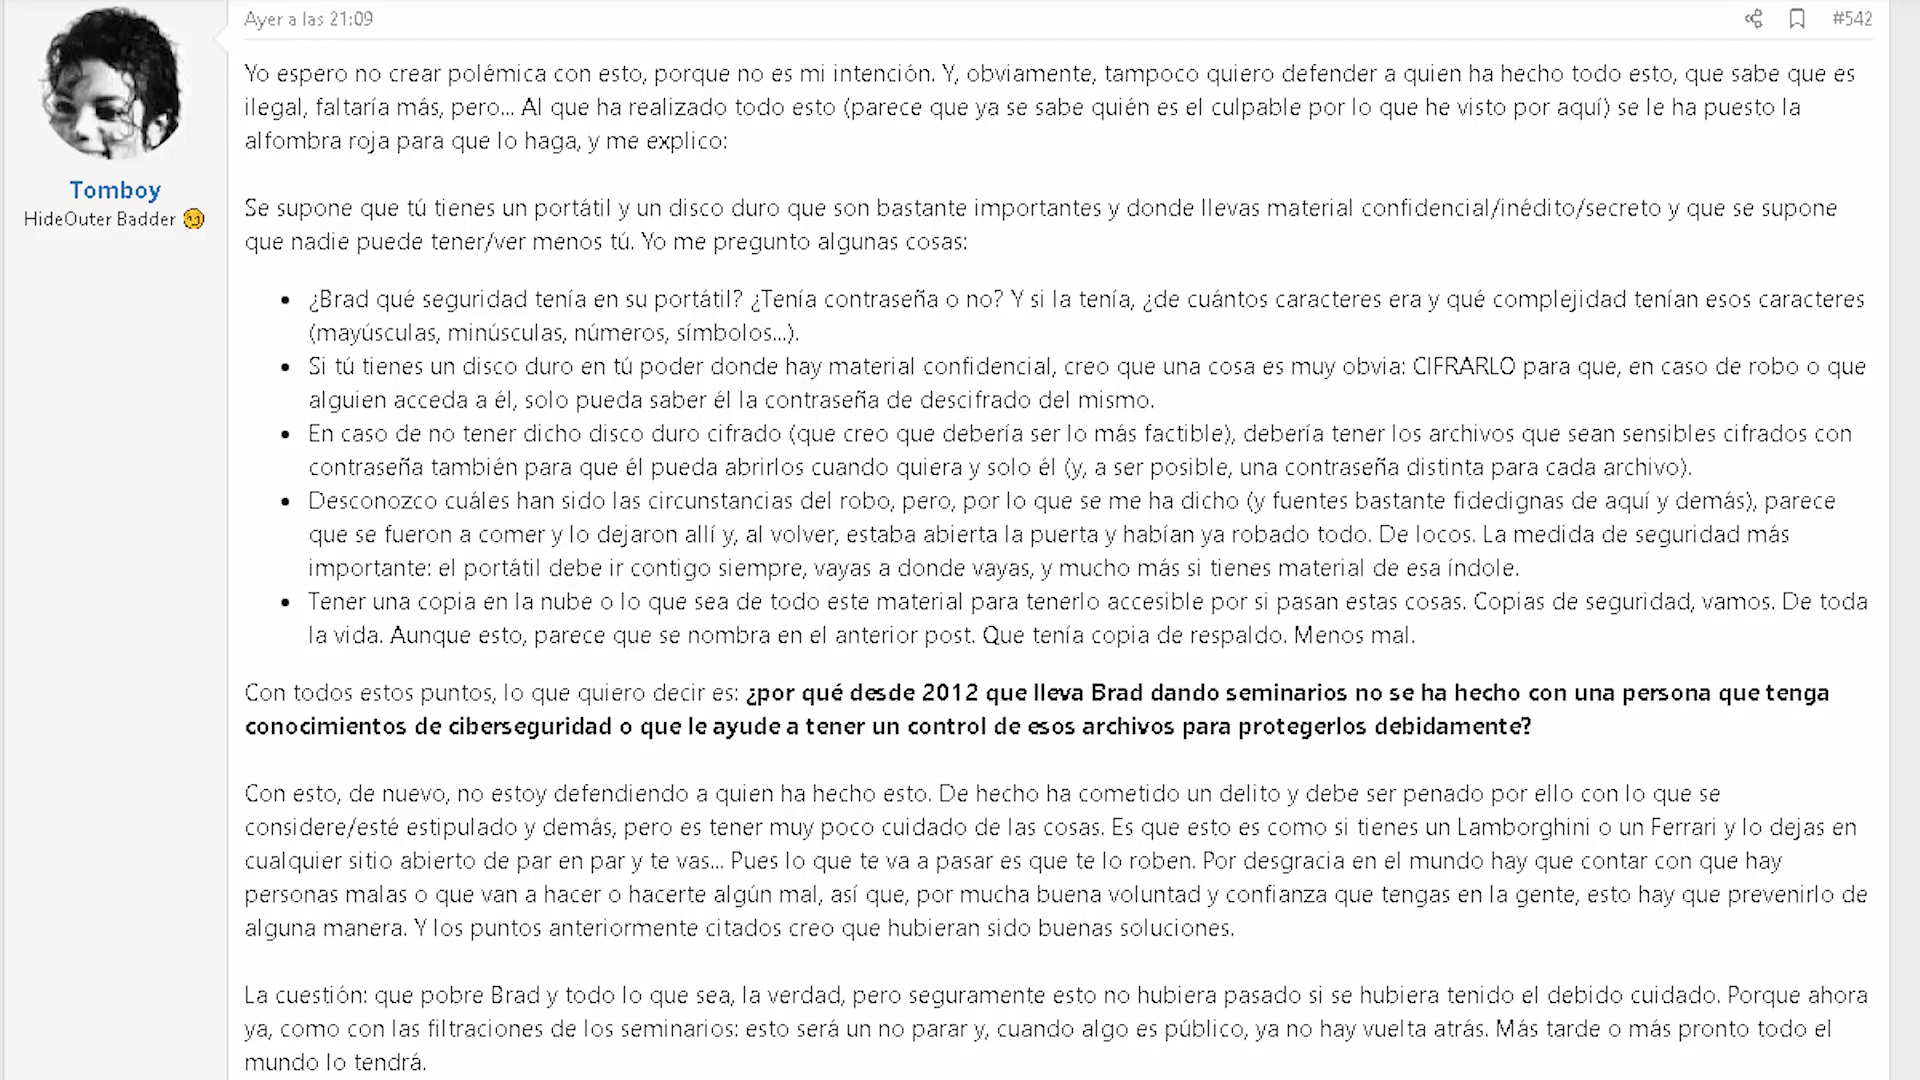 Ayer a las 21:09
#542
Tomboy
HideOuter Badder
Yo espero no crear polémica con esto, porque no es mi intención. Y, obviamente, tampoco quiero defender a quien ha hecho todo esto, que sabe que es
ilegal, faltaría más, pero... Al que ha realizado todo esto (parece que ya se sabe quién es el culpable por lo que he visto por aquí) se le ha puesto la
alfombra roja para que lo haga, y me explico:
Se supone que tú tienes un portátil y un disco duro que son bastante importantes y donde llevas material confidencial/inédito/secreto y que se supone
que nadie puede tener/ver menos tú. Yo me pregunto algunas cosas:
• ¿Brad qué seguridad tenía en su portátil? ¿Tenía contraseña o no? Y si la tenía, ¿de cuántos caracteres era y qué complejidad tenían esos caracteres
(mayúsculas, minúsculas, números, símbolos...).
• Si tú tienes un disco duro en tú poder donde hay material confidencial, creo que una cosa es muy obvia: CIFRARLO para que, en caso de robo o que
alguien acceda a él, solo pueda saber él la contraseña de descifrado del mismo.
• En caso de no tener dicho disco duro cifrado (que creo que debería ser lo más factible), debería tener los archivos que sean sensibles cifrados con
contraseña también para que él pueda abrirlos cuando quiera y solo él (y, a ser posible, una contraseña distinta para cada archivo).
• Desconozco cuáles han sido las circunstancias del robo, pero, por lo que se me ha dicho (y fuentes bastante fidedignas de aquí y demás), parece
que se fueron a comer y lo dejaron allí y, al volver, estaba abierta la puerta y habían ya robado todo. De locos. La medida de seguridad más
importante: el portátil debe ir contigo siempre, vayas a donde vayas, y mucho más si tienes material de esa índole.
• Tener una copia en la nube o lo que sea de todo este material para tenerlo accesible por si pasan estas cosas. Copias de seguridad, vamos. De toda
la vida. Aunque esto, parece que se nombra en el anterior post. Que tenía copia de respaldo. Menos mal.
Con todos estos puntos, lo que quiero decir es: ¿por qué desde 2012 que lleva Brad dando seminarios no se ha hecho con una persona que tenga
conocimientos de ciberseguridad o que le ayude a tener un control de esos archivos para protegerlos debidamente?
Con esto, de nuevo, no estoy defendiendo a quien ha hecho esto. De hecho ha cometido un delito y debe ser penado por ello con lo que se
considere/esté estipulado y demás, pero es tener muy poco cuidado de las cosas. Es que esto es como si tienes un Lamborghini o un Ferrari y lo dejas en
cualquier sitio abierto de par en par y te vas... Pues lo que te va a pasar es que te lo roben. Por desgracia en el mundo hay que contar con que hay
personas malas o que van a hacer o hacerte algún mal, así que, por mucha buena voluntad y confianza que tengas en la gente, esto hay que prevenirlo de
alguna manera. Y los puntos anteriormente citados creo que hubieran sido buenas soluciones.
La cuestión: que pobre Brad y todo lo que sea, la verdad, pero seguramente esto no hubiera pasado si se hubiera tenido el debido cuidado. Porque ahora
ya, como con las filtraciones de los seminarios: esto será un no parar y, cuando algo es público, ya no hay vuelta atrás. Más tarde o más pronto todo el
mundo lo tendrá.